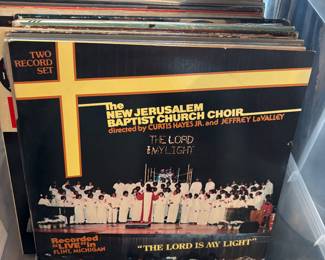 TWO
RECORD
SET
The
NEW JERUSALEM
BAPTIST CHURCH CHOIR
directed by CURTIS HAYES JR. and JEFFREY LaVALLEY
THE LORD
IS MY LIGHT
Recorded
"LIVE" in
FLINT, MICHIGAN
"THE LORD IS MY LIGHT"